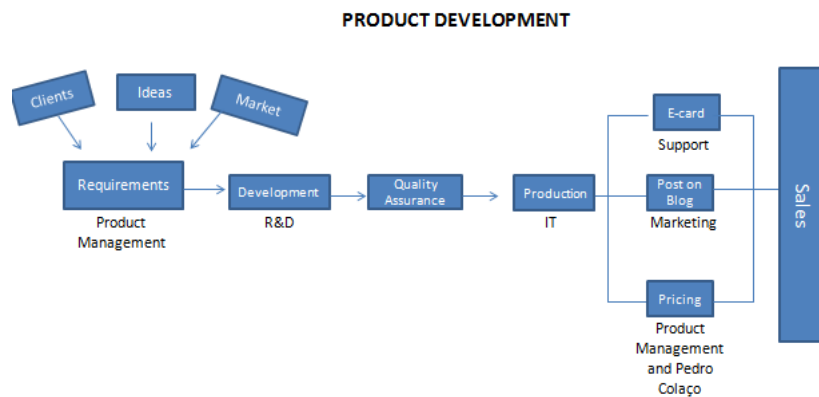 PRODUCT DEVELOPMENT
Clients
Ideas
Market
Requirements
Product
Management
Development
R&D
Quality
Assurance
Production
IT
E-card
Support
Post on
Blog
Marketing
Pricing
Product
Management
and Pedro
Colaço
Sales